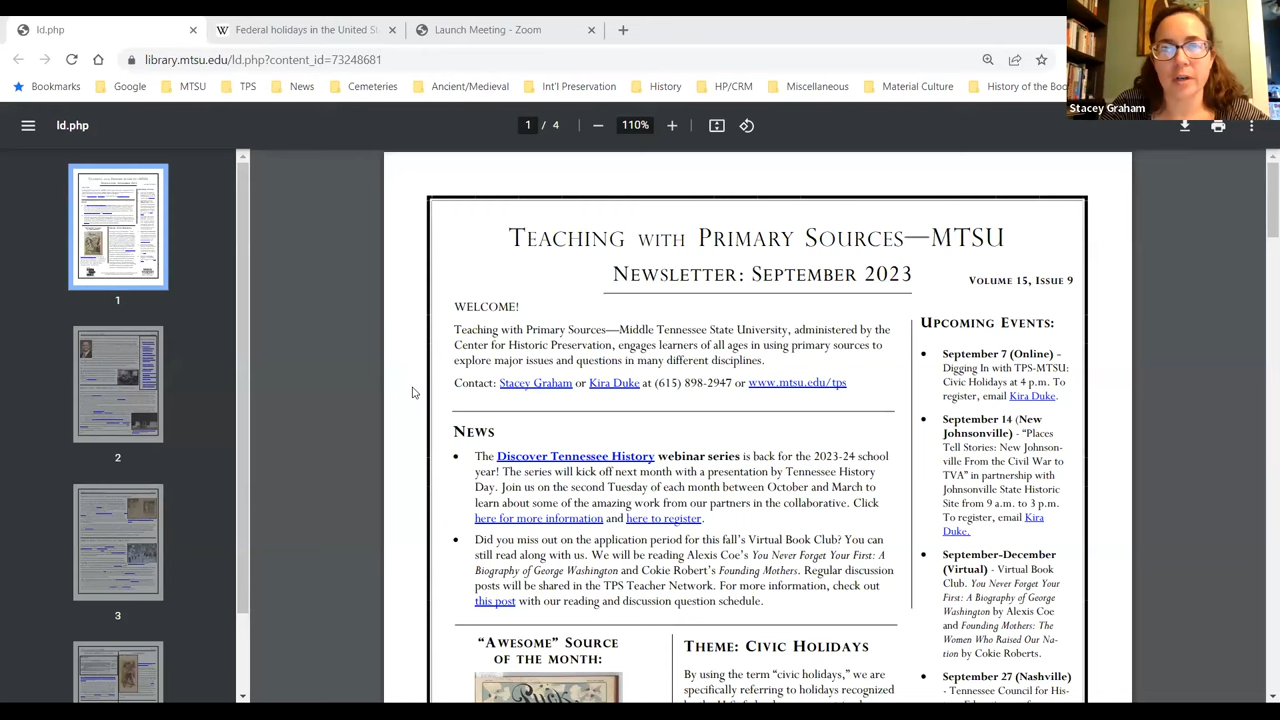 ld.php
Federal holidays in the United St
Launch Meeting - Zoom
library.mtsu.edu/ld.php?content_id=73248681
Bookmarks
Google
MTSU
TPS
News
Cemeteries
Ancient/Medieval
Int'l Preservation
History
HP/CRM
Miscellaneous
Material Culture
History of the Boo
Stacey Graham
ld.php
1 / 4
110%
1
2
3
TEACHING WITH PRIMARY SOURCES—MTSU
NEWSLETTER: SEPTEMBER 2023
VOLUME 15, ISSUE 9
WELCOME!
Teaching with Primary Sources—Middle Tennessee State University, administered by the
Center for Historic Preservation, engages learners of all ages in using primary sources to
explore major issues and questions in many different disciplines.
Contact: Stacey Graham or Kira Duke at (615) 898-2947 or www.mtsu.edu/tps
NEWS
• The Discover Tennessee History webinar series is back for the 2023-24 school
year! The series will kick off next month with a presentation by Tennessee History
Day. Join us on the second Tuesday of each month between October and March to
learn about some of the amazing work from our partners in the collaborative. Click
here for more information and here to register.
• Did you miss out on the application period for this fall's Virtual Book Club? You can
still read along with us. We will be reading Alexis Coe's You Never Forget Your First: A
Biography of George Washington and Cokie Robert's Founding Mothers. Regular discussion
posts will be shared in the TPS Teacher Network. For more information, check out
this post with our reading and discussion question schedule.
"AWESOME" SOURCE
OF THE MONTH:
THEME: CIVIC HOLIDAYS
By using the term "civic holidays," we are
specifically referring to holidays recognized
UPCOMING EVENTS:
• September 7 (Online) -
Digging In with TPS-MTSU:
Civic Holidays at 4 p.m. To
register, email Kira Duke.
• September 14 (New
Johnsonville) - "Places
Tell Stories: New Johnson-
ville From the Civil War to
TVA" in partnership with
Johnsonville State Historic
Site from 9 a.m. to 3 p.m.
To register, email Kira
Duke.
• September-December
(Virtual) - Virtual Book
Club. You Never Forget Your
First: A Biography of George
Washington by Alexis Coe
and Founding Mothers: The
Women Who Raised Our Na-
tion by Cokie Roberts.
• September 27 (Nashville)
- Tennessee Council for His-